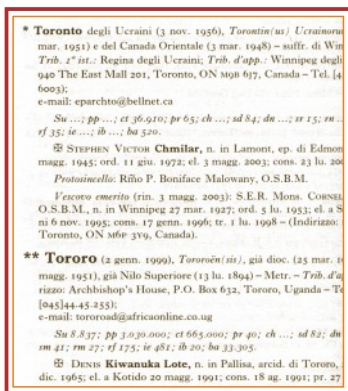 * Toronto degli Ucraini (3 nov. 1956), Torontin(us) Ucrainoru
mar. 1951) e del Canada Orientale (3 mar. 1948) – suffr. di Win
Trib. 1ª ist.: Regina degli Ucraini; Trib. d'app.: Winnipeg degli
940 The East Mall 201, Toronto, ON M9B 6J7, Canada – Tel. [4
6003);
e-mail: eparchto@bellnet.ca
Su ...; pp ...; ct 36.910; pr 65; ch ...; sd 84; dn ...; sr 15; rn ..
rf 35; ie ...; ib ...; ba 520.
✠ STEPHEN VICTOR Chmilar, n. in Lamont, ep. di Edmon
magg. 1945; ord. 11 giu. 1972; el. 3 magg. 2003; cons. 23 lu. 200
Protosincello: Rího P. Boniface Malowany, O.S.B.M.
Vescovo emerito (rin. 3 magg. 2003): S.E.R. Mons. CORNEL
O.S.B.M., n. in Winnipeg 27 mar. 1927; ord. 5 lu. 1953; el. a S
ni 6 nov. 1995; cons. 17 genn. 1996; tr. 1 lu. 1998 – (Indirizzo:
Toronto, ON M6P 3Y9, Canada).
** Tororo (2 genn. 1999), Tororoën(sis), già dioc. (25 mar. 1
magg. 1951), già Nilo Superiore (13 lu. 1894) – Metr. – Trib. d'a
rizzo: Archbishop's House, P.O. Box 632, Tororo, Uganda – Te
[045]44.45.255);
e-mail: tororoad@africaonline.co.ug
Su 8.837; pp 3.030.000; ct 665.000; pr 40; ch ...; sd 82; dn
sm 41; rm 27; rf 175; ie 481; ib 20; ba 33.305.
✠ DENIS Kiwanuka Lote, n. in Pallisa, arcid. di Tororo,
dic. 1965; el. a Kotido 20 magg. 1991; cons. 18 ag. 1991; pr. 27